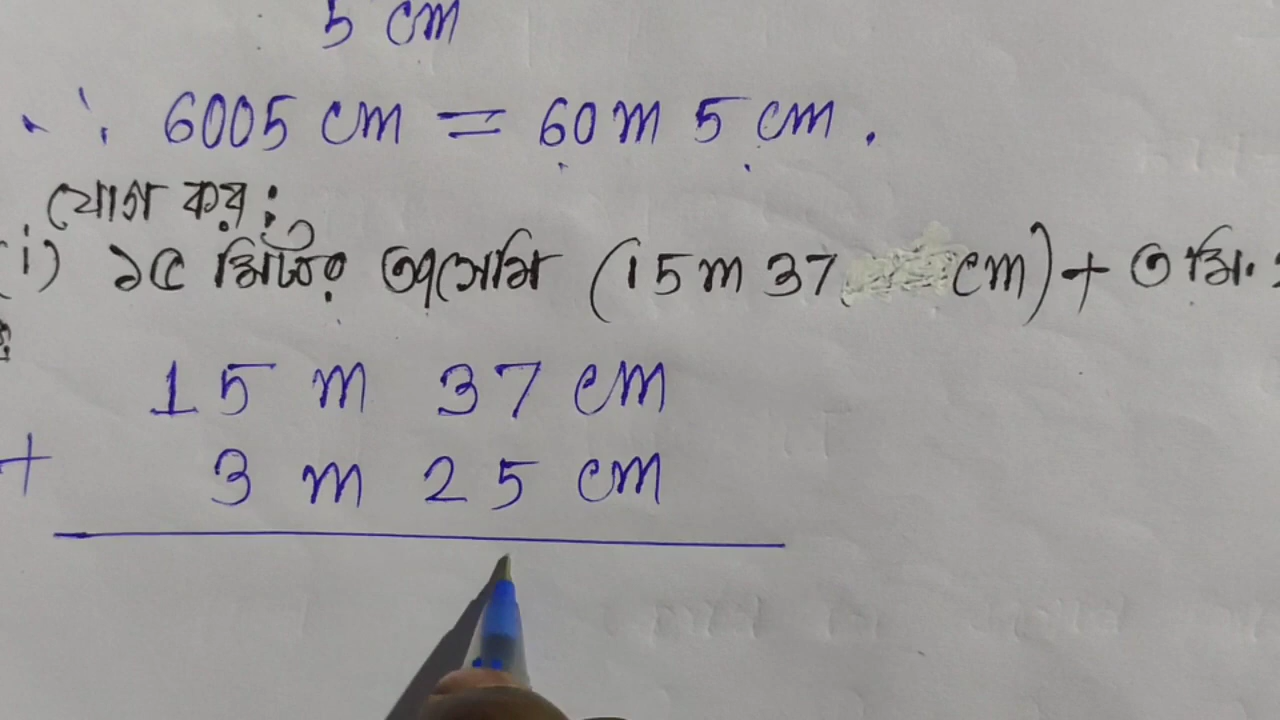 5 cm
∴ 6005 cm = 60 m 5 cm.
যোগ কর:
(i) ১৫ মিটাৰ ৩৭ সেমি (15m 37 cm) + ৩ মি.
15 m 37 cm
+ 3 m 25 cm